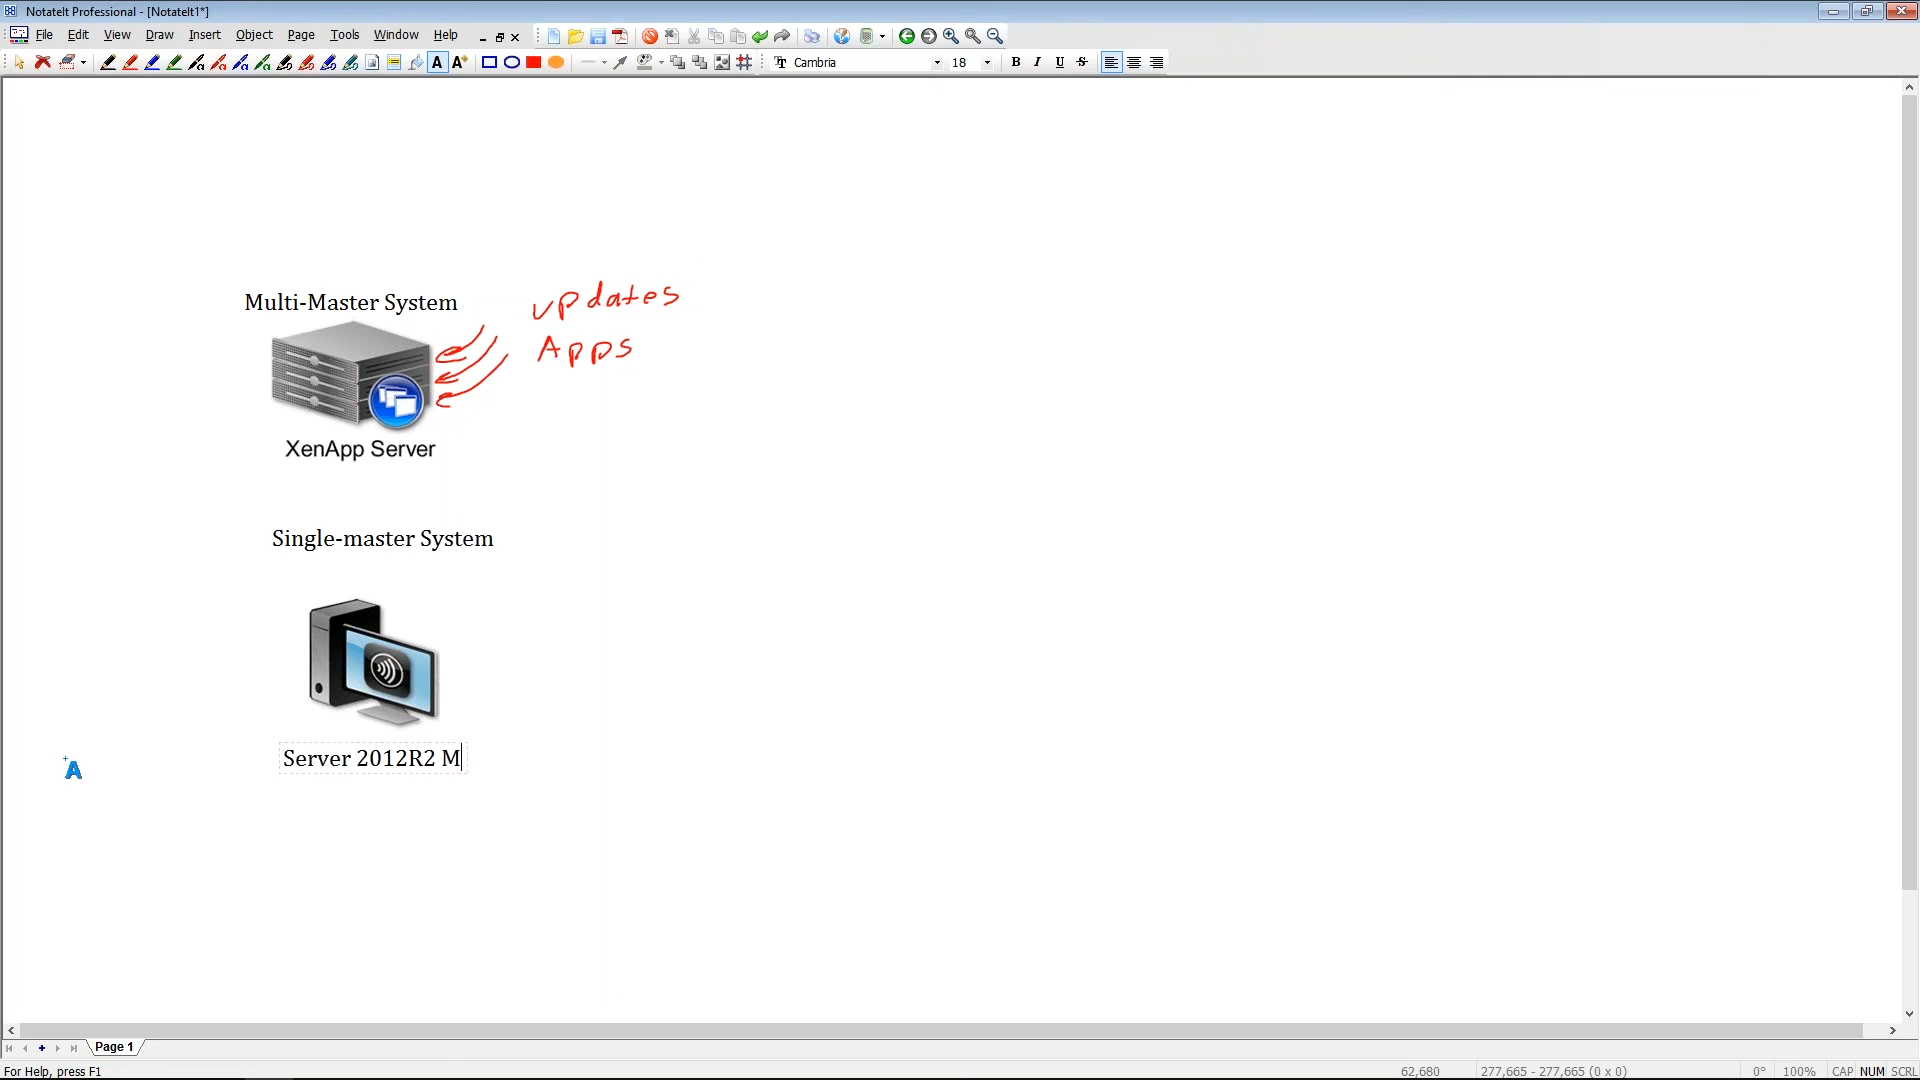 NotateIt Professional - [NotateIt1*]
File Edit View Draw Insert Object Page Tools Window Help
A A Cambria 18 B I U S
Multi-Master System
updates
Apps
XenApp Server
Single-master System
Server 2012R2 M
A
Page 1
For Help, press F1 62,680 277,665 - 277,665 (0 x 0) 0° 100% CAP NUM SCRL